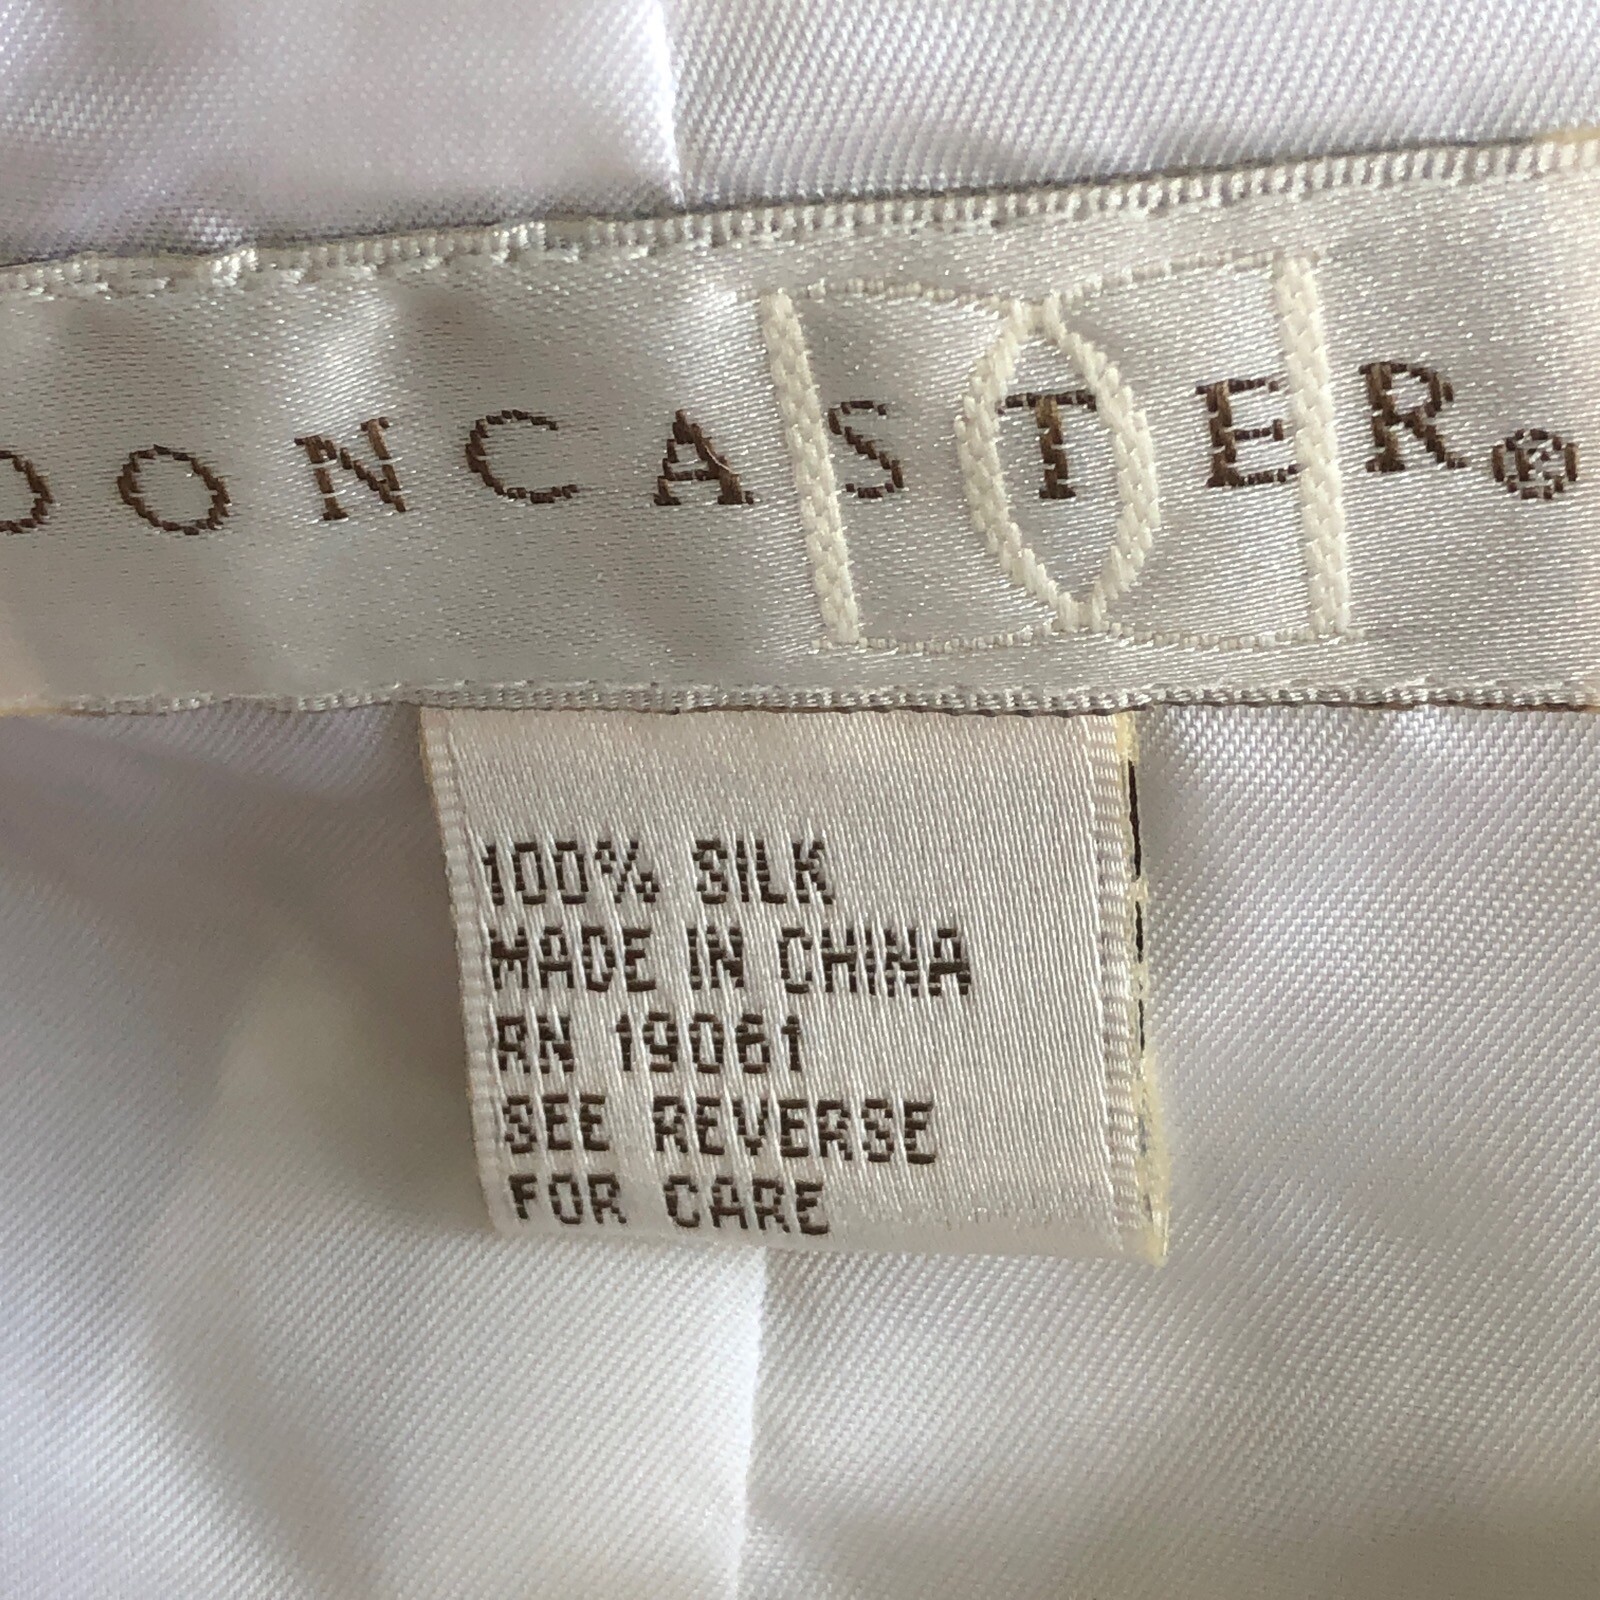 DONCASTER®
100% SILK
MADE IN CHINA
RN 19061
SEE REVERSE
FOR CARE